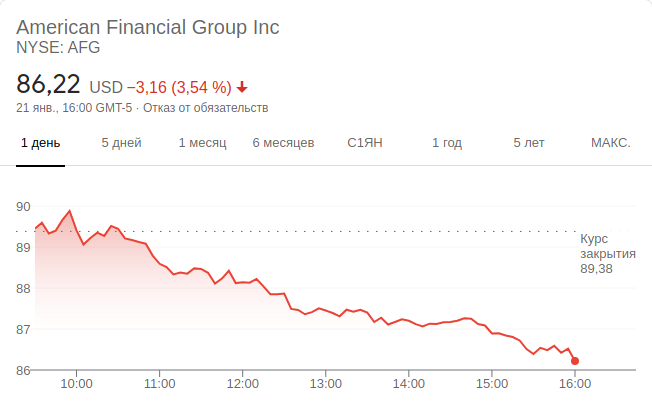 American Financial Group Inc
NYSE: AFG
86,22 USD −3,16 (3,54 %)
21 янв., 16:00 GMT-5 · Отказ от обязательств
1 день 5 дней 1 месяц 6 месяцев С1ЯН 1 год 5 лет МАКС.
90
89
88
87
86
Курс
закрытия
89,38
10:00 11:00 12:00 13:00 14:00 15:00 16:00